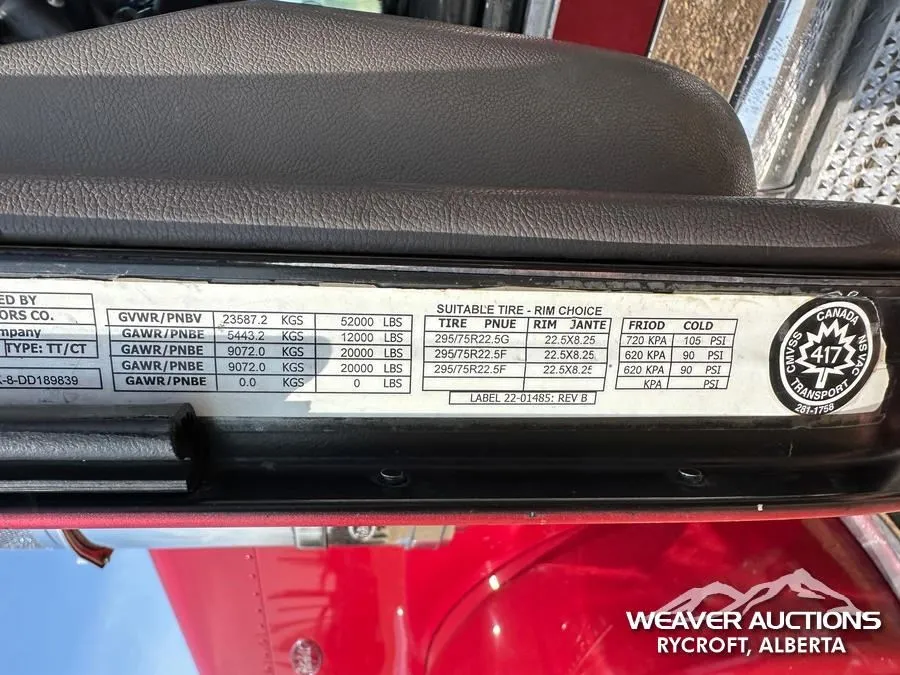 ED BY
ORS CO.
mpany
TYPE: TT/CT
-8-DD189839
GVWR/PNBV 23587.2 KGS 52000 LBS
GAWR/PNBE 5443.2 KGS 12000 LBS
GAWR/PNBE 9072.0 KGS 20000 LBS
GAWR/PNBE 9072.0 KGS 20000 LBS
GAWR/PNBE 0.0 KGS 0 LBS
SUITABLE TIRE - RIM CHOICE
TIRE PNUE RIM JANTE
295/75R22.5G 22.5X8.25
295/75R22.5F 22.5X8.25
295/75R22.5F 22.5X8.25
LABEL 22-01485: REV B
FRIOD COLD
720 KPA 105 PSI
620 KPA 90 PSI
620 KPA 90 PSI
KPA PSI
CANADA
CMVSS
NSVAC
417
TRANSPORT
281-1758
WEAVER AUCTIONS
RYCROFT, ALBERTA